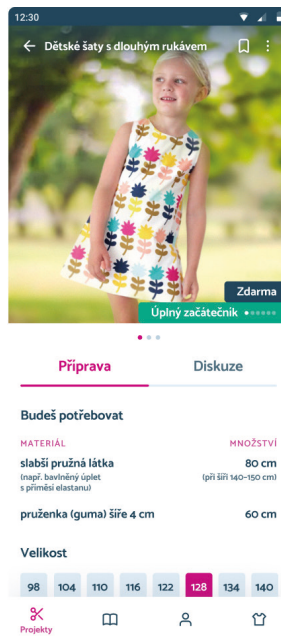 12:30
Dětské šaty s dlouhým rukávem
Zdarma
Úplný začátečník
Příprava Diskuze
Budeš potřebovat
MATERIÁL MNOŽSTVÍ
slabší pružná látka 80 cm
(např. bavlněný úplet (při šíři 140-150 cm)
s příměsí elastanu)
pruženka (guma) šíře 4 cm 60 cm
Velikost
98 104 110 116 122 128 134 140
Projekty